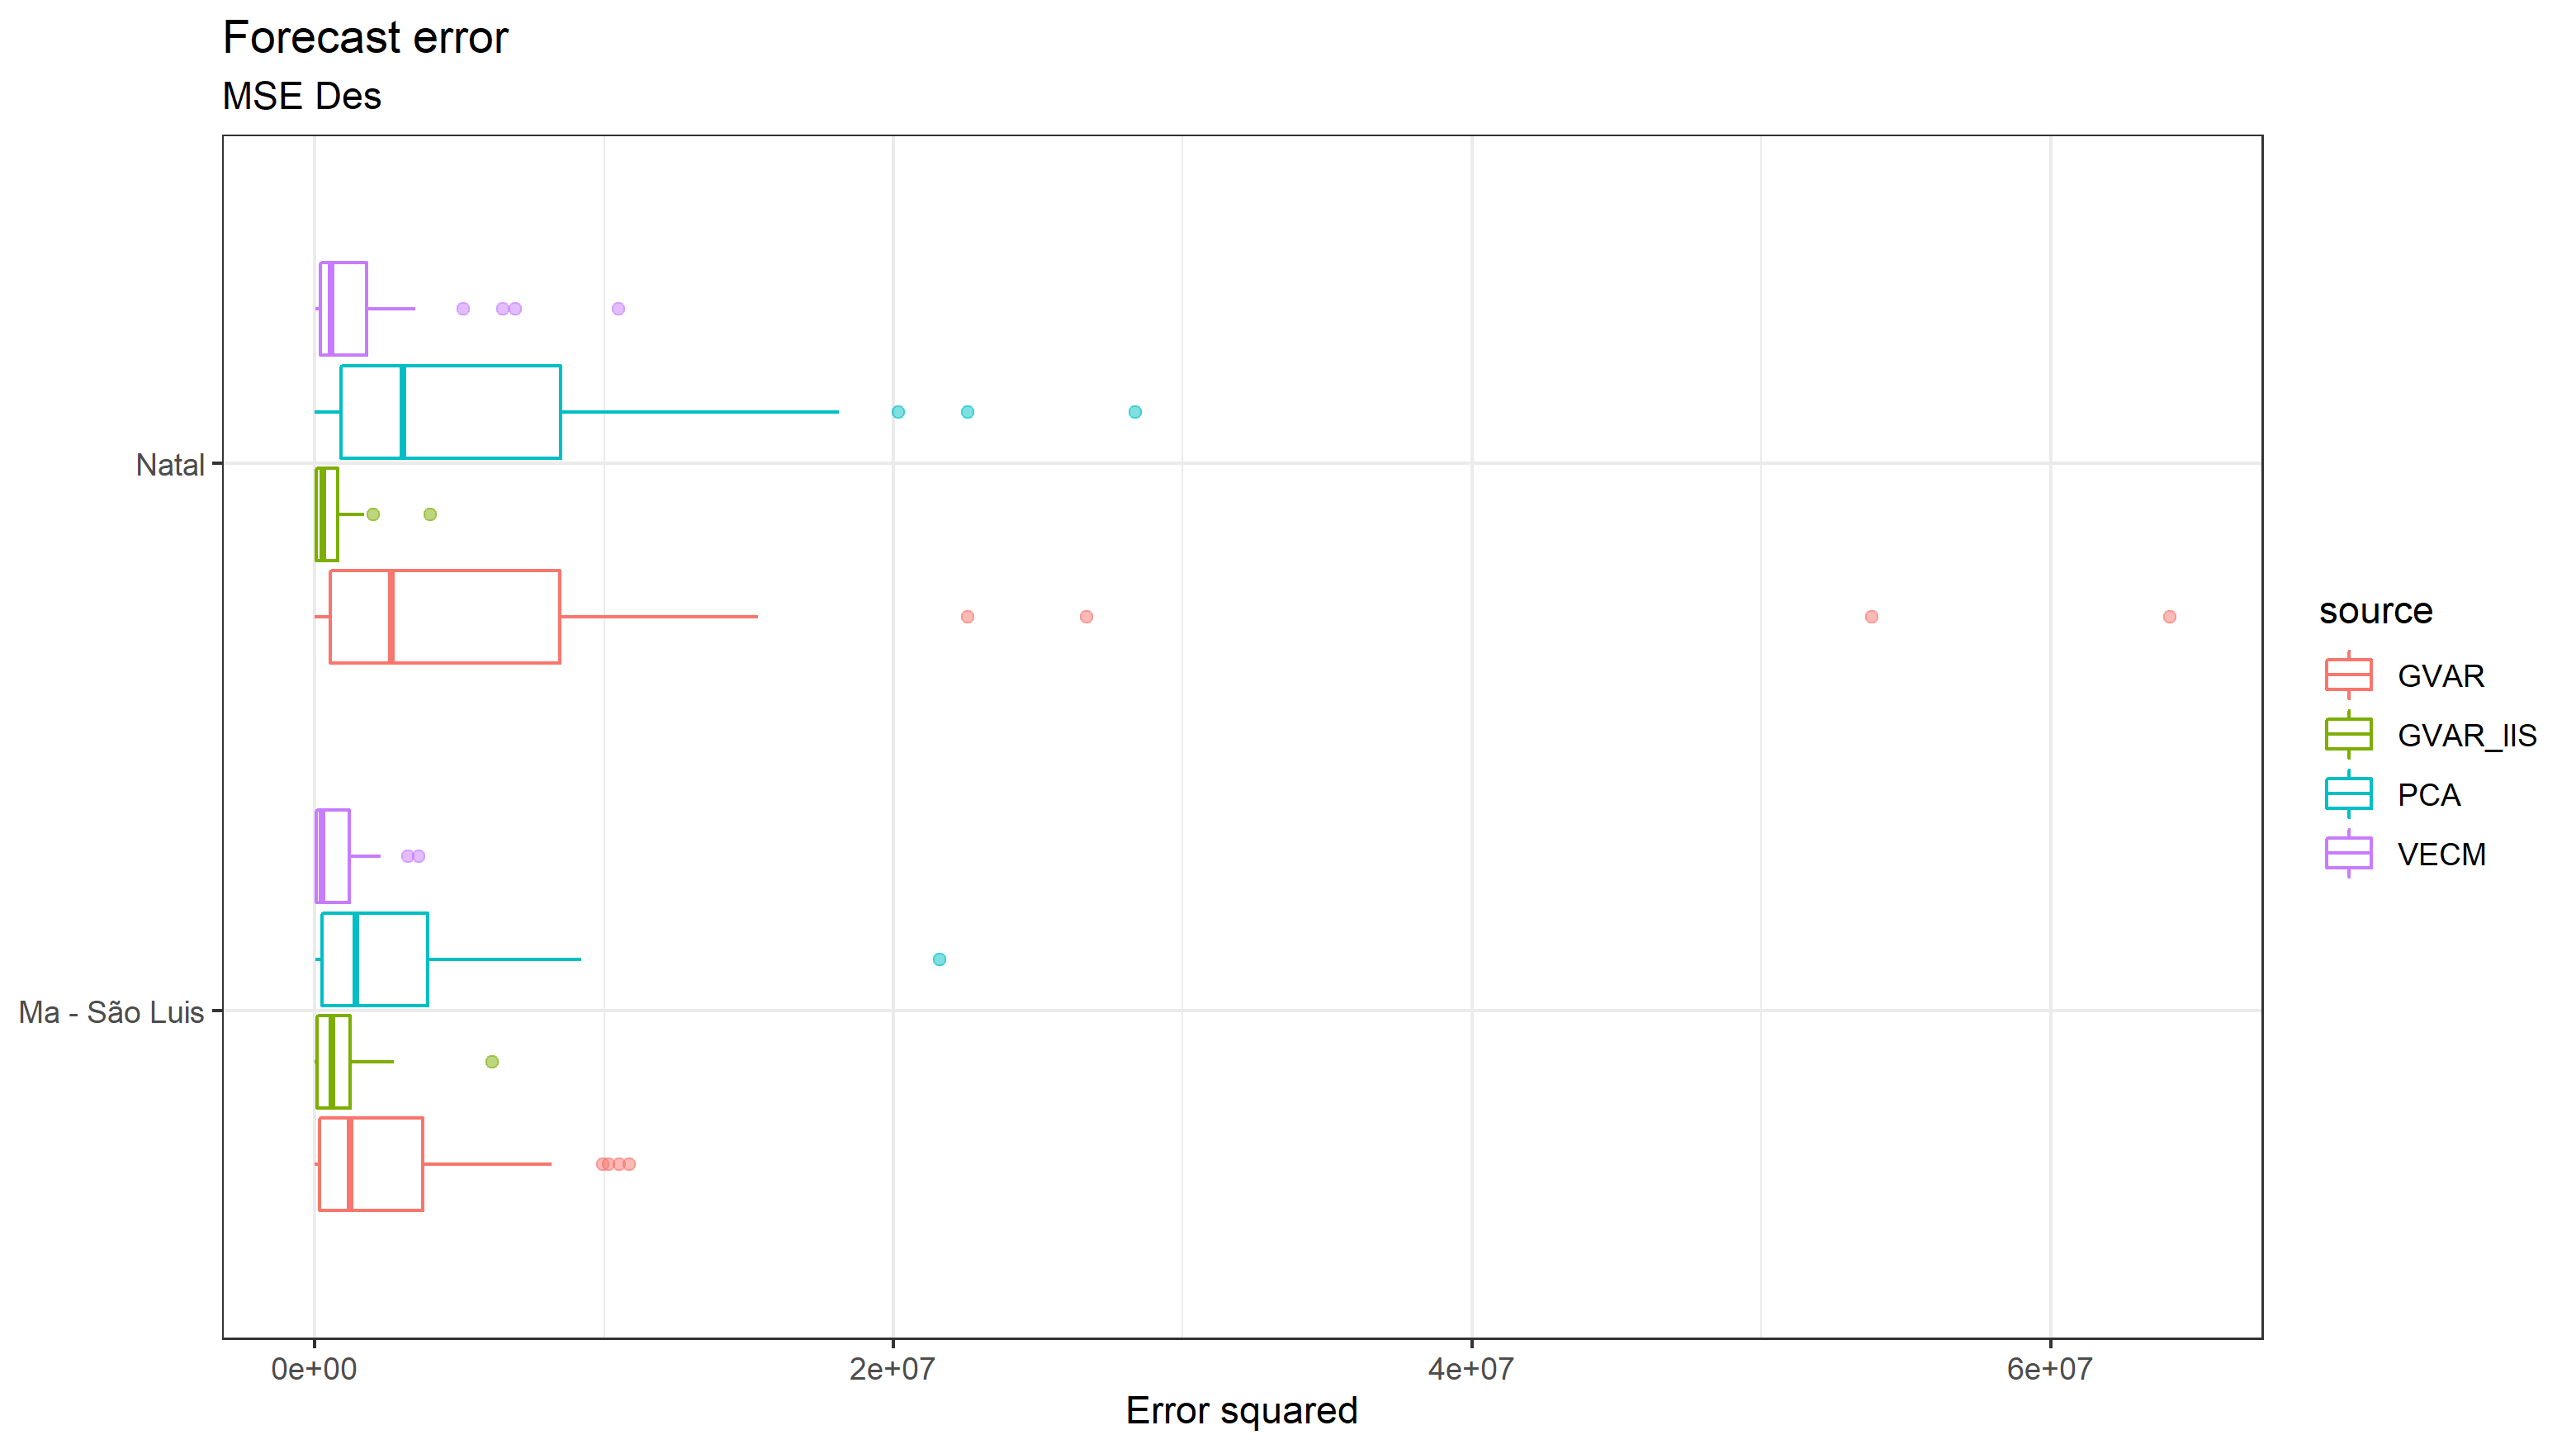 Forecast error
MSE Des
Natal
Ma - São Luis
0e+00
2e+07
4e+07
6e+07
Error squared
source
GVAR
GVAR_IIS
PCA
VECM